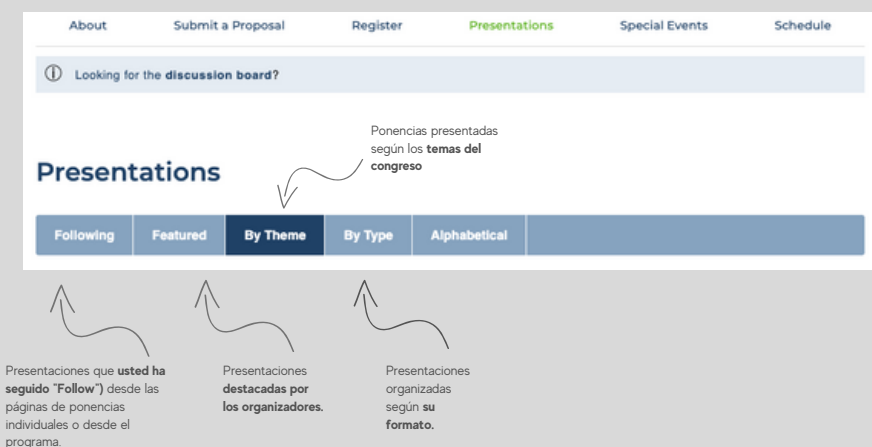 About Submit a Proposal Register Presentations Special Events Schedule
Looking for the discussion board?
Ponencias presentadas
según los temas del
congreso
Presentations
Following Featured By Theme By Type Alphabetical
Presentaciones que usted ha
seguido "Follow") desde las
páginas de ponencias
individuales o desde el
programa.
Presentaciones
destacadas por
los organizadores.
Presentaciones
organizadas
según su
formato.